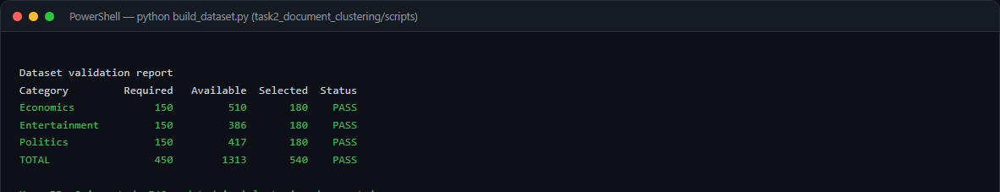 PowerShell — python build_dataset.py (task2_document_clustering/scripts)
Dataset validation report
Category Required Available Selected Status
Economics 150 510 180 PASS
Entertainment 150 386 180 PASS
Politics 150 417 180 PASS
TOTAL 450 1313 540 PASS